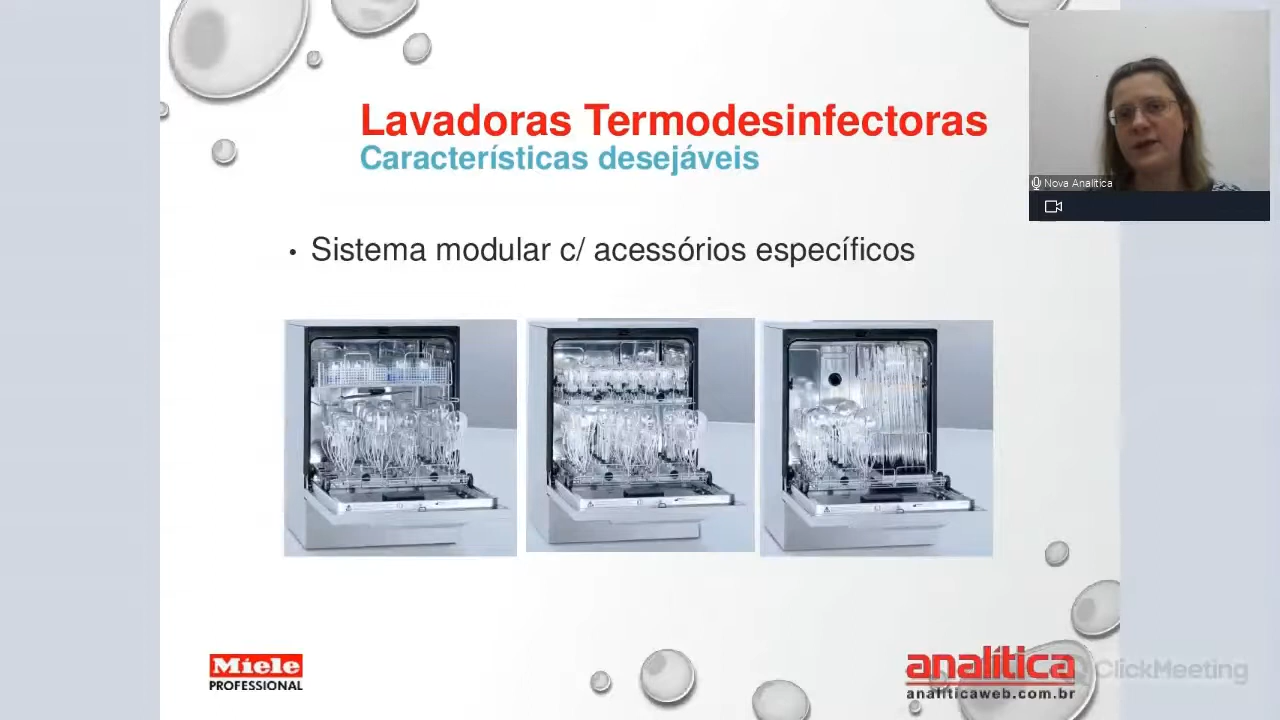 Lavadoras Termodesinfectoras
Características desejáveis
Nova Analitica
• Sistema modular c/ acessórios específicos
Miele
PROFESSIONAL
analítica
analiticaweb.com.br
ClickMeeting